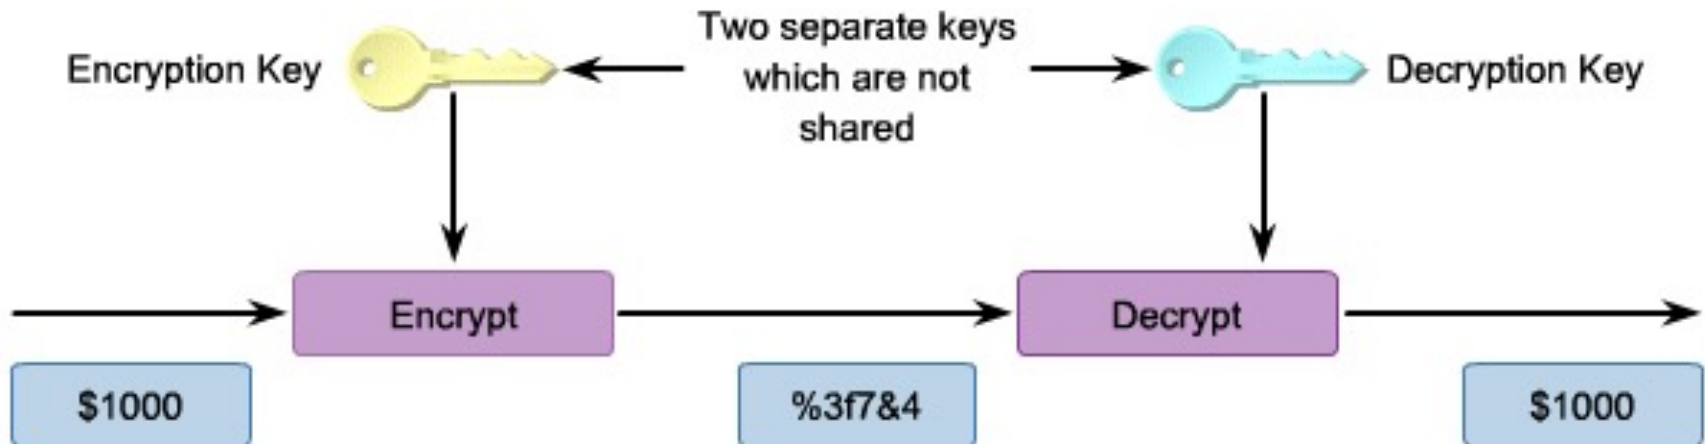 Encryption Key
Two separate keys
which are not
shared
Decryption Key
Encrypt
Decrypt
$1000
%3f7&4
$1000